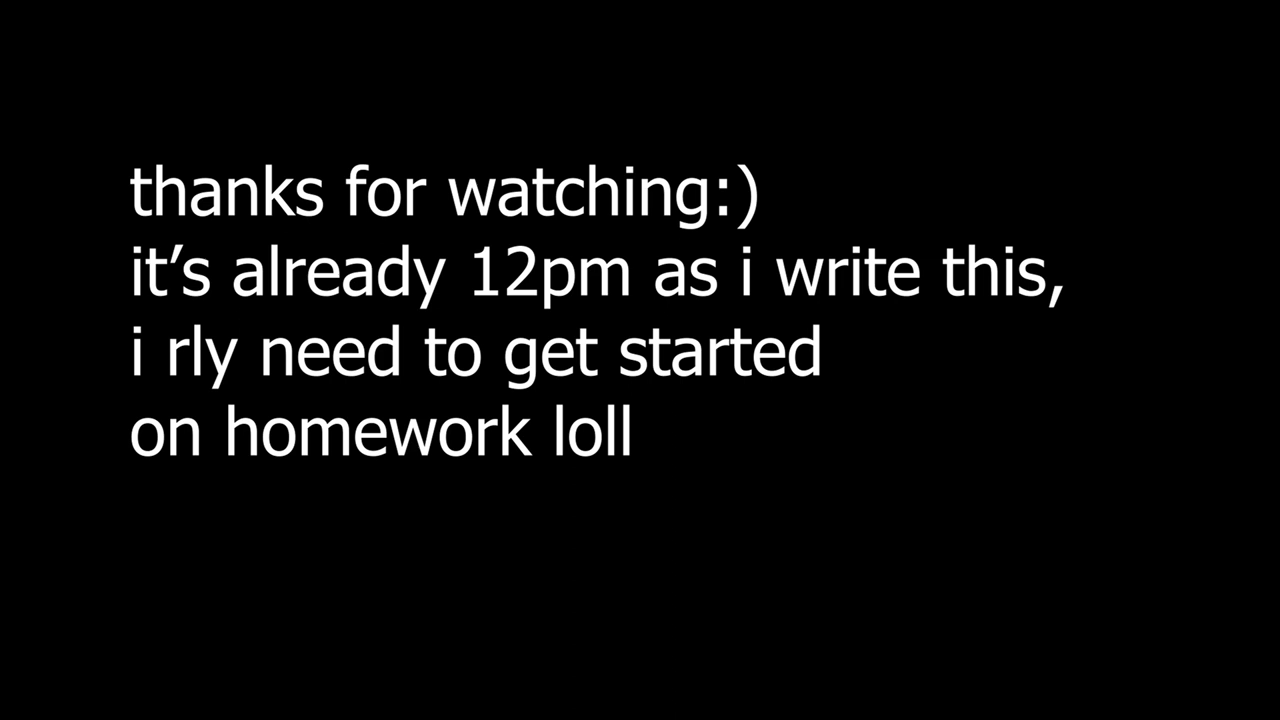 thanks for watching:)
it’s already 12pm as i write this,
i rly need to get started
on homework loll